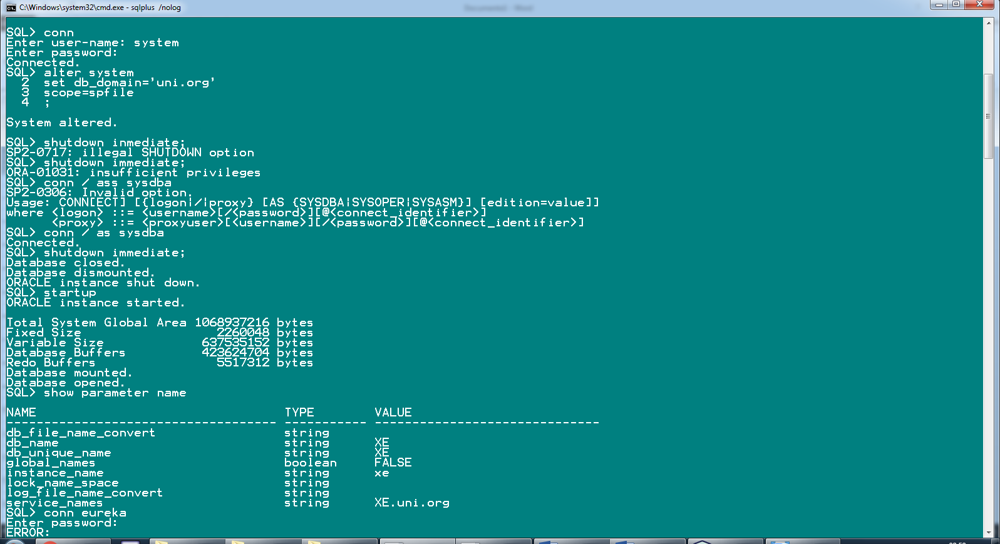 C:\Windows\system32\cmd.exe - sqlplus /nolog
SQL> conn
Enter user-name: system
Enter password:
Connected.
SQL> alter system
2 set db_domain='uni.org'
3 scope=spfile
4 ;
System altered.
SQL> shutdown inmediate;
SP2-0717: illegal SHUTDOWN option
SQL> shutdown immediate;
ORA-01031: insufficient privileges
SQL> conn / ass sysdba
SP2-0306: Invalid option.
Usage: CONN[ECT] [{logon|/|proxy} [AS {SYSDBA|SYSOPER|SYSASM}] [edition=value]]
where <logon> ::= <username>[/<password>][@<connect_identifier>]
<proxy> ::= <proxyuser>[<username>][/<password>][@<connect_identifier>]
SQL> conn / as sysdba
Connected.
SQL> shutdown immediate;
Database closed.
Database dismounted.
ORACLE instance shut down.
SQL> startup
ORACLE instance started.
Total System Global Area 1068937216 bytes
Fixed Size 2260048 bytes
Variable Size 637535152 bytes
Database Buffers 423624704 bytes
Redo Buffers 5517312 bytes
Database mounted.
Database opened.
SQL> show parameter name
NAME TYPE VALUE
------------------------------------ ----------- ------------------------------
db_file_name_convert string
db_name string XE
db_unique_name string XE
global_names boolean FALSE
instance_name string xe
lock_name_space string
log_file_name_convert string
service_names string XE.uni.org
SQL> conn eureka
Enter password:
ERROR: